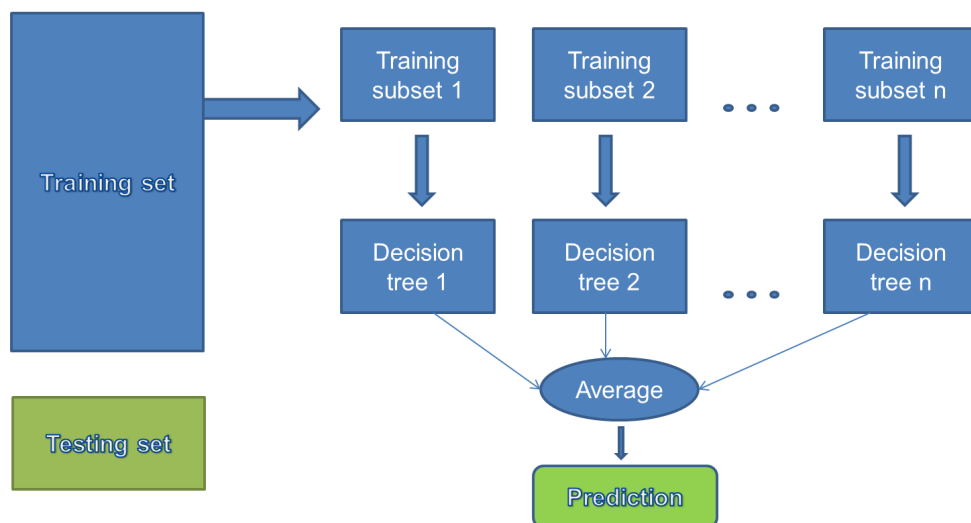 Training set
Training
subset 1
Training
subset 2
Training
subset n
Decision
tree 1
Decision
tree 2
Decision
tree n
Average
Testing set
Prediction